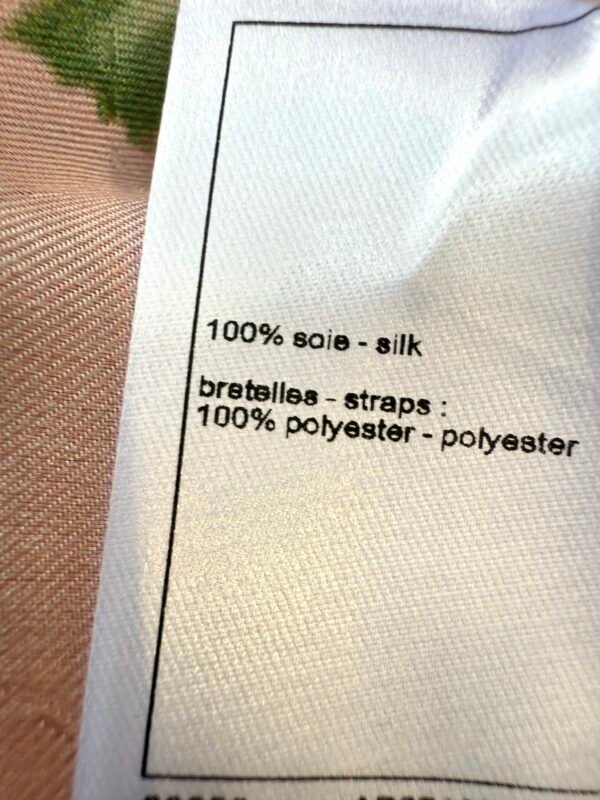 100% soie - silk
bretelles - straps :
100% polyester - polyester